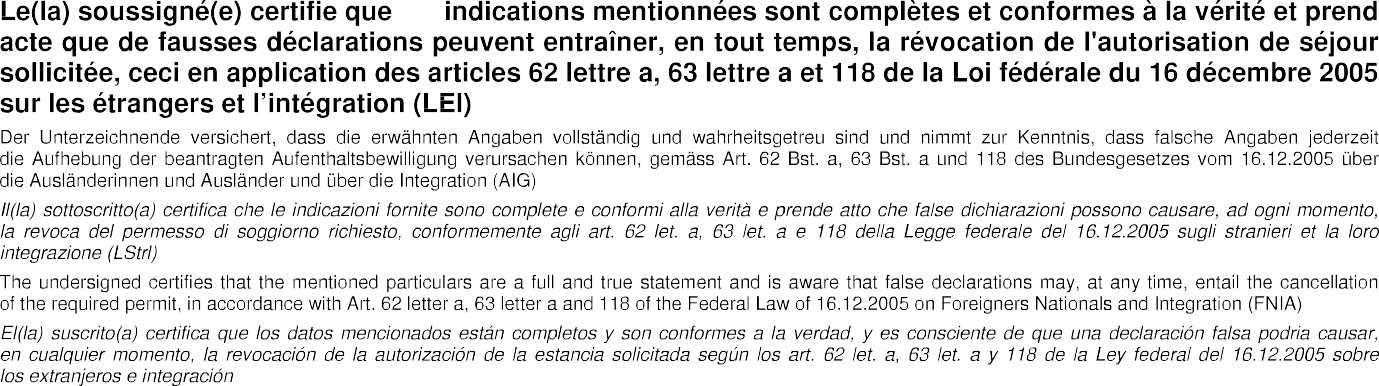 Le(la) soussigné(e) certifie que indications mentionnées sont complètes et conformes à la vérité et prend
acte que de fausses déclarations peuvent entraîner, en tout temps, la révocation de l'autorisation de séjour
sollicitée, ceci en application des articles 62 lettre a, 63 lettre a et 118 de la Loi fédérale du 16 décembre 2005
sur les étrangers et l’intégration (LEI)
Der Unterzeichnende versichert, dass die erwähnten Angaben vollständig und wahrheitsgetreu sind und nimmt zur Kenntnis, dass falsche Angaben jederzeit
die Aufhebung der beantragten Aufenthaltsbewilligung verursachen können, gemäss Art. 62 Bst. a, 63 Bst. a und 118 des Bundesgesetzes vom 16.12.2005 über
die Ausländerinnen und Ausländer und über die Integration (AIG)
Il(la) sottoscritto(a) certifica che le indicazioni fornite sono complete e conformi alla verità e prende atto che false dichiarazioni possono causare, ad ogni momento,
la revoca del permesso di soggiorno richiesto, conformemente agli art. 62 let. a, 63 let. a e 118 della Legge federale del 16.12.2005 sugli stranieri et la loro
integrazione (LStrI)
The undersigned certifies that the mentioned particulars are a full and true statement and is aware that false declarations may, at any time, entail the cancellation
of the required permit, in accordance with Art. 62 letter a, 63 letter a and 118 of the Federal Law of 16.12.2005 on Foreigners Nationals and Integration (FNIA)
El(la) suscrito(a) certifica que los datos mencionados están completos y son conformes a la verdad, y es consciente de que una declaración falsa podria causar,
en cualquier momento, la revocación de la autorización de la estancia solicitada según los art. 62 let. a, 63 let. a y 118 de la Ley federal del 16.12.2005 sobre
los extranjeros e integración